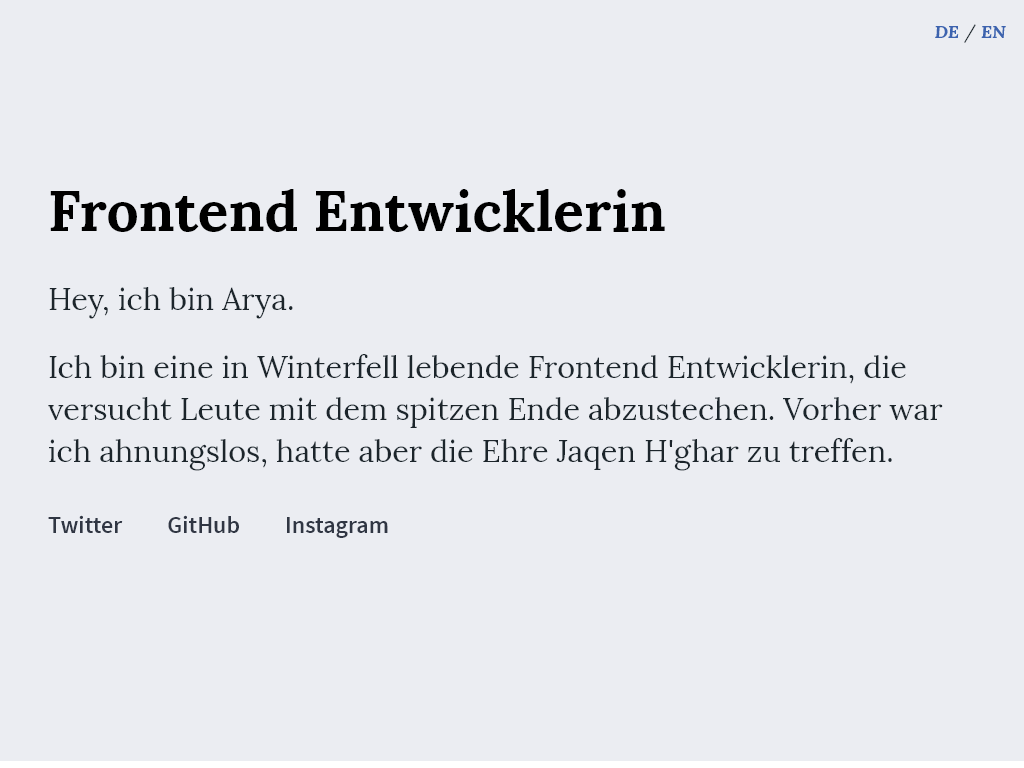 DE / EN
Frontend Entwicklerin
Hey, ich bin Arya.
Ich bin eine in Winterfell lebende Frontend Entwicklerin, die
versucht Leute mit dem spitzen Ende abzustechen. Vorher war
ich ahnungslos, hatte aber die Ehre Jaqen H'ghar zu treffen.
Twitter GitHub Instagram